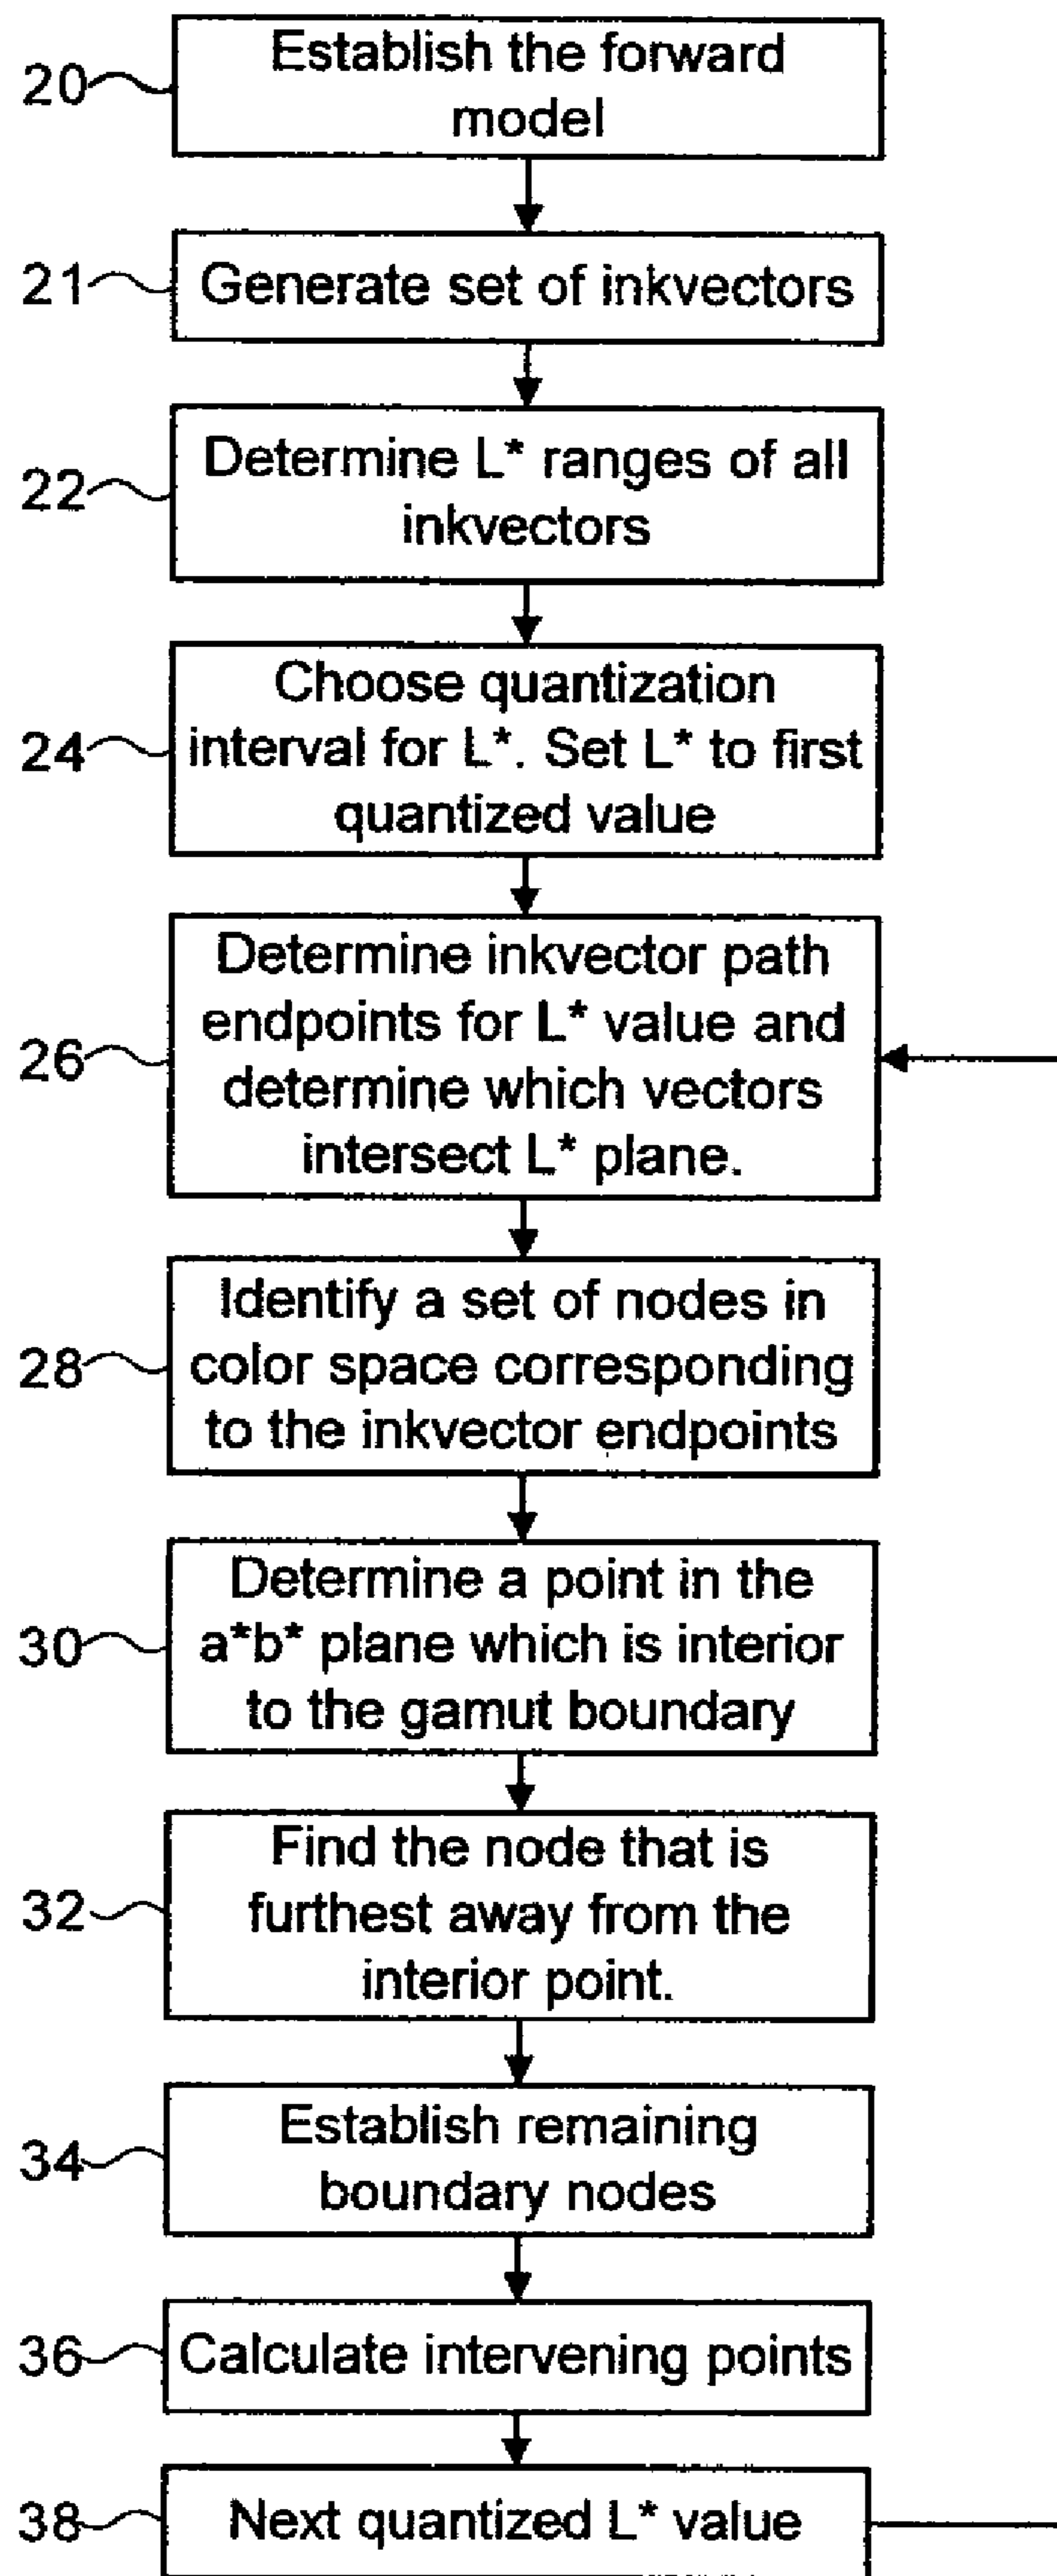 20
Establish the forward
model
21
Generate set of inkvectors
22
Determine L* ranges of all
inkvectors
24
Choose quantization
interval for L*. Set L* to first
quantized value
26
Determine inkvector path
endpoints for L* value and
determine which vectors
intersect L* plane.
28
Identify a set of nodes in
color space corresponding
to the inkvector endpoints
30
Determine a point in the
a*b* plane which is interior
to the gamut boundary
32
Find the node that is
furthest away from the
interior point.
34
Establish remaining
boundary nodes
36
Calculate intervening points
38
Next quantized L* value